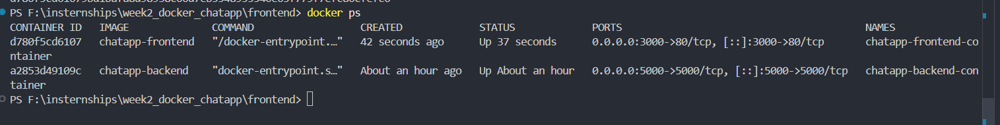 PS F:\insternships\week2_docker_chatapp\frontend> docker ps
CONTAINER ID   IMAGE              COMMAND                  CREATED             STATUS             PORTS                                         NAMES
d780f5cd6107   chatapp-frontend   "/docker-entrypoint.…"   42 seconds ago      Up 37 seconds      0.0.0.0:3000->80/tcp, [::]:3000->80/tcp       chatapp-frontend-co
ntainer
a2853d49109c   chatapp-backend    "docker-entrypoint.s…"   About an hour ago   Up About an hour   0.0.0.0:5000->5000/tcp, [::]:5000->5000/tcp   chatapp-backend-con
tainer
PS F:\insternships\week2_docker_chatapp\frontend>